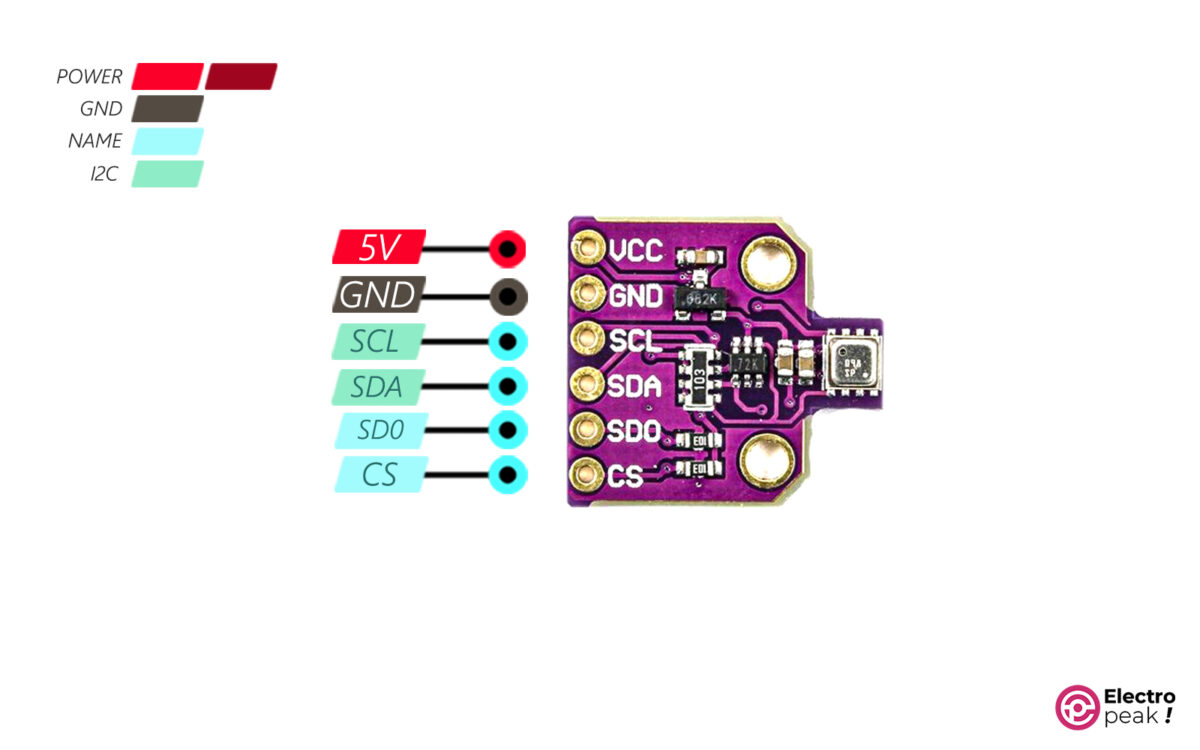 POWER
GND
NAME
I2C
5V
GND
SCL
SDA
SD0
CS
VCC
GND
SCL
SDA
SDO
CS
662K
103
72K
Electro
peak!